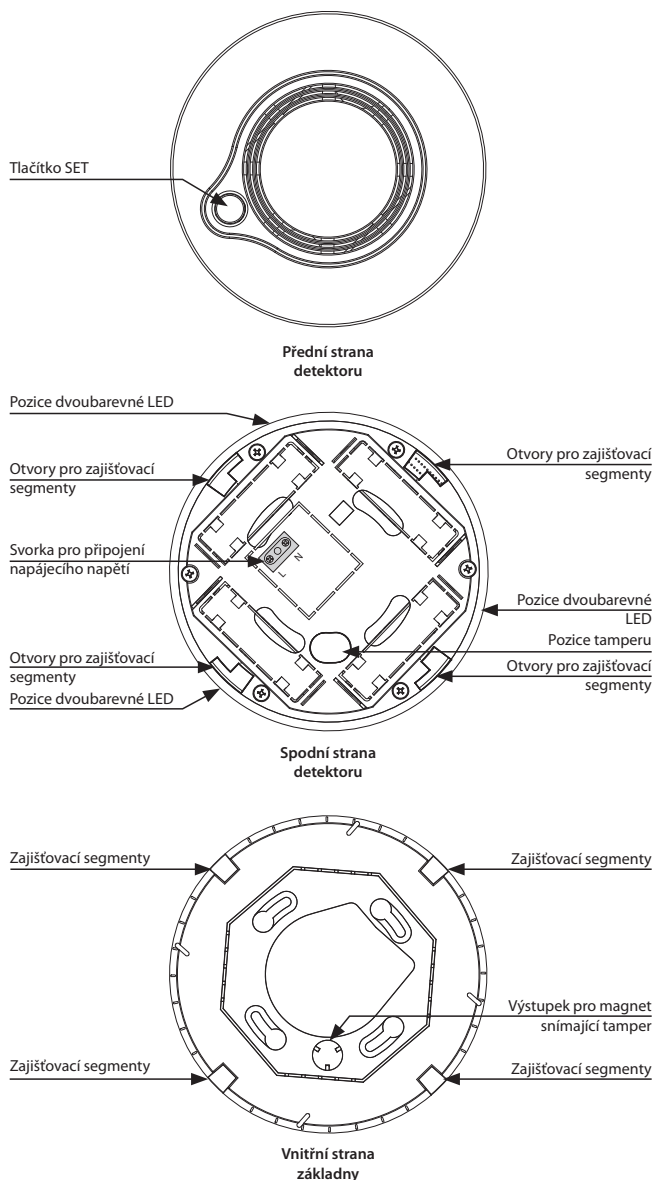 Tlačítko SET
Přední strana
detektoru
Pozice dvoubarevné LED
Otvory pro zajišťovací
segmenty
Otvory pro zajišťovací
segmenty
Svorka pro připojení
napájecího napětí
L
N
Pozice dvoubarevné
LED
Pozice tamperu
Otvory pro zajišťovací
segmenty
Otvory pro zajišťovací
segmenty
Pozice dvoubarevné LED
Spodní strana
detektoru
Zajišťovací segmenty
Zajišťovací segmenty
Výstupek pro magnet
snímající tamper
Zajišťovací segmenty
Zajišťovací segmenty
Vnitřní strana
základny